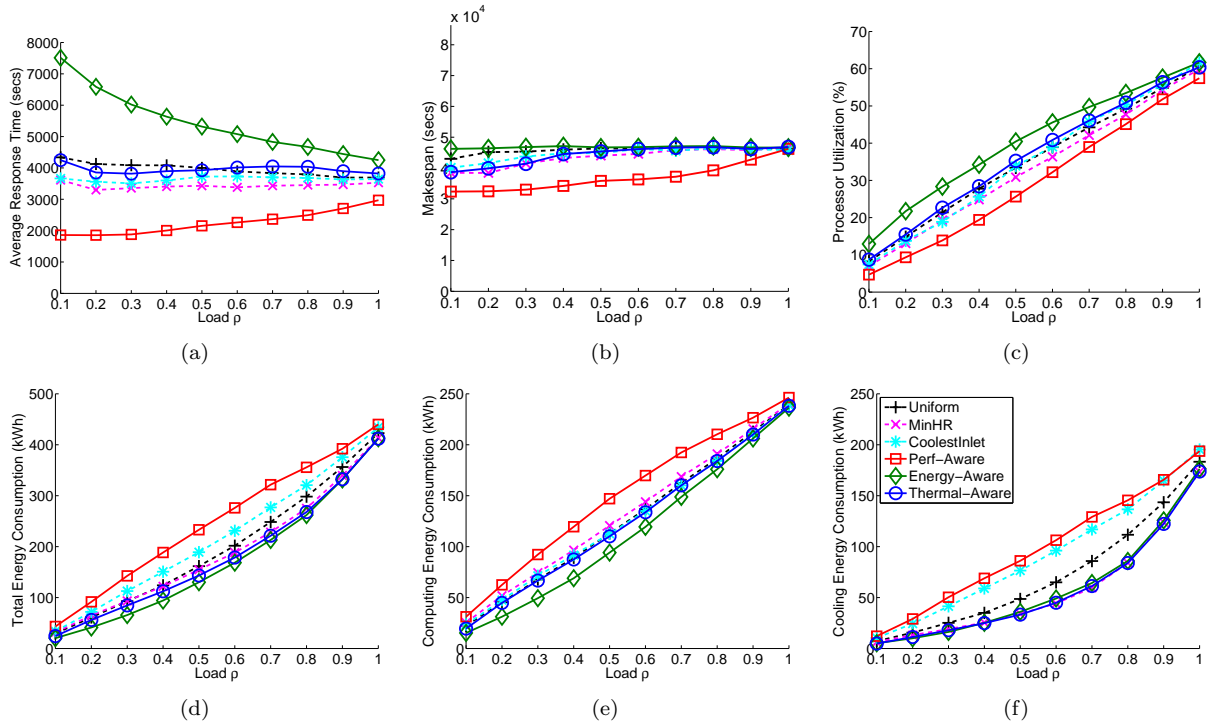 Average Response Time (secs)
8000
7000
6000
5000
4000
3000
2000
1000
0
0.1 0.2 0.3 0.4 0.5 0.6 0.7 0.8 0.9 1
Load ρ
(a)
x 10⁴
Makespan (secs)
8
7
6
5
4
3
2
1
0
0.1 0.2 0.3 0.4 0.5 0.6 0.7 0.8 0.9 1
Load ρ
(b)
Processor Utilization (%)
70
60
50
40
30
20
10
0
0.1 0.2 0.3 0.4 0.5 0.6 0.7 0.8 0.9 1
Load ρ
(c)
Total Energy Consumption (kWh)
500
400
300
200
100
0
0.1 0.2 0.3 0.4 0.5 0.6 0.7 0.8 0.9 1
Load ρ
(d)
Computing Energy Consumption (kWh)
250
200
150
100
50
0
0.1 0.2 0.3 0.4 0.5 0.6 0.7 0.8 0.9 1
Load ρ
(e)
Cooling Energy Consumption (kWh)
250
200
150
100
50
0
Uniform
MinHR
CoolestInlet
Perf−Aware
Energy−Aware
Thermal−Aware
0.1 0.2 0.3 0.4 0.5 0.6 0.7 0.8 0.9 1
Load ρ
(f)